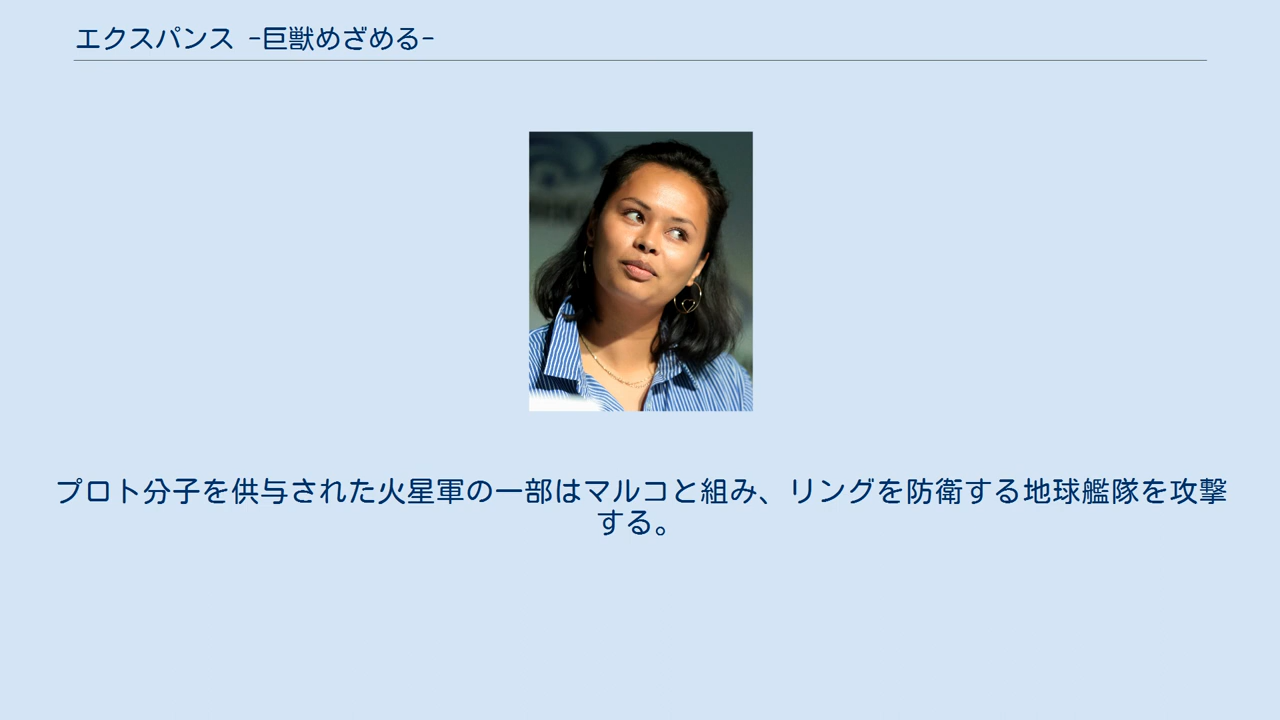 エクスパンス -巨獣めざめる-
プロト分子を供与された火星軍の一部はマルコと組み、リングを防衛する地球艦隊を攻撃
する。